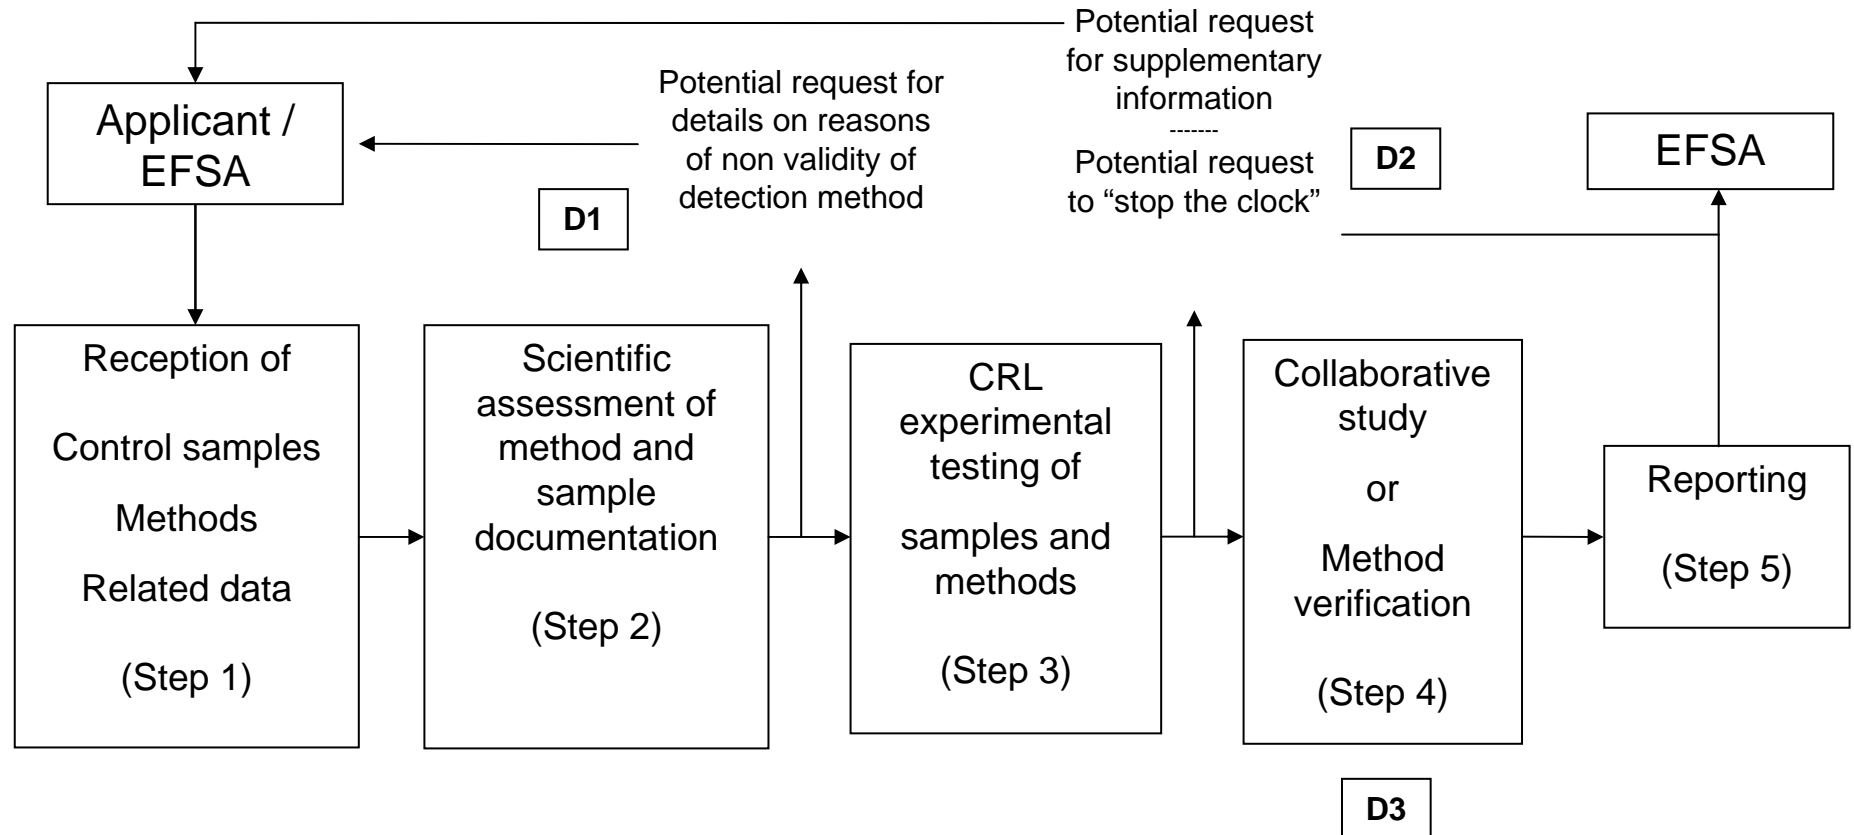 Applicant /
EFSA
Potential request for
details on reasons
of non validity of
detection method
D1
Potential request
for supplementary
information
-------
Potential request
to “stop the clock”
D2
EFSA
Reception of
Control samples
Methods
Related data
(Step 1)
Scientific
assessment of
method and
sample
documentation
(Step 2)
CRL
experimental
testing of
samples and
methods
(Step 3)
Collaborative
study
or
Method
verification
(Step 4)
Reporting
(Step 5)
D3